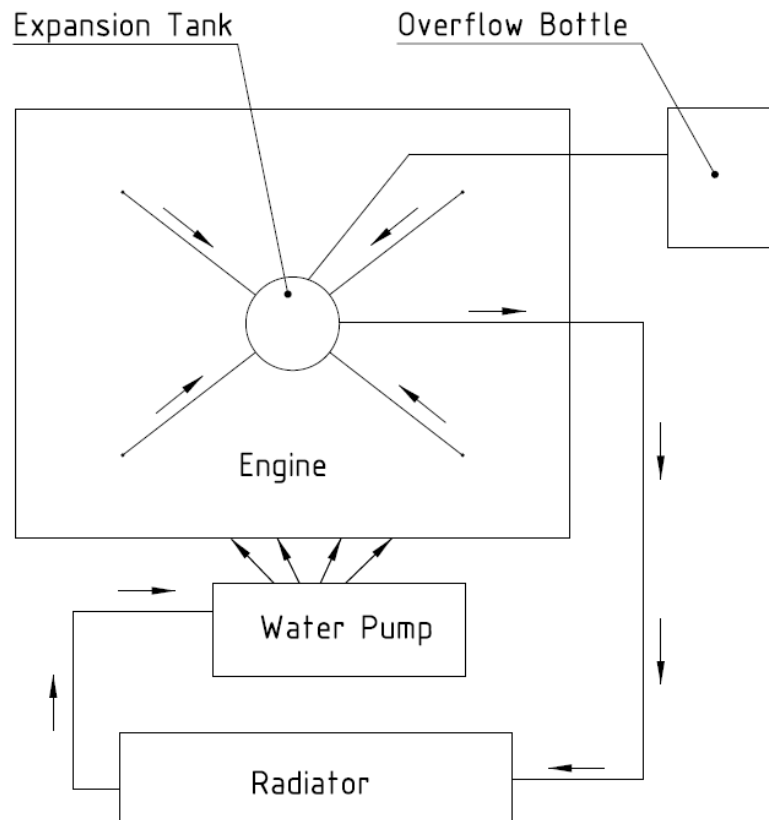 Expansion Tank
Overflow Bottle
Engine
Water Pump
Radiator